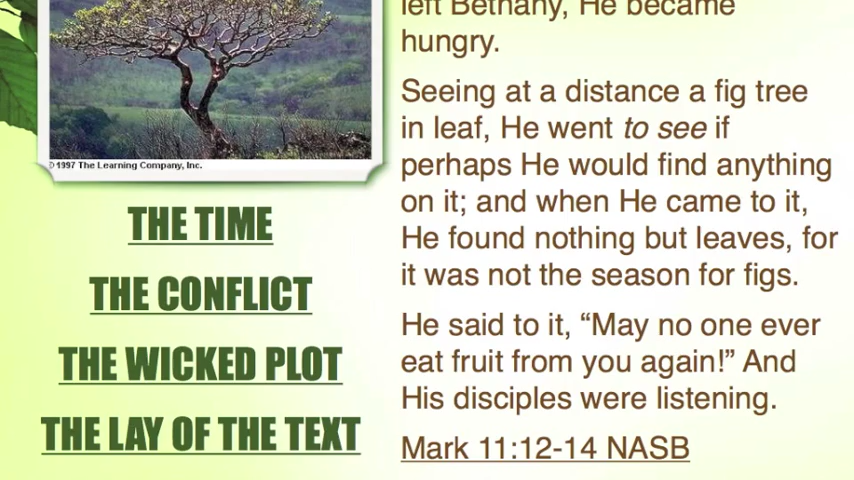 ©1997 The Learning Company, Inc.
THE TIME
THE CONFLICT
THE WICKED PLOT
THE LAY OF THE TEXT
left Bethany, He became
hungry.
Seeing at a distance a fig tree
in leaf, He went to see if
perhaps He would find anything
on it; and when He came to it,
He found nothing but leaves, for
it was not the season for figs.
He said to it, “May no one ever
eat fruit from you again!” And
His disciples were listening.
Mark 11:12-14 NASB